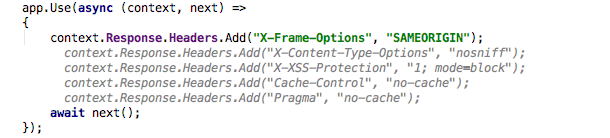 app.Use(async (context, next) =>
{
    context.Response.Headers.Add("X-Frame-Options", "SAMEORIGIN");
      context.Response.Headers.Add("X-Content-Type-Options", "nosniff");
      context.Response.Headers.Add("X-XSS-Protection", "1; mode=block");
      context.Response.Headers.Add("Cache-Control", "no-cache");
      context.Response.Headers.Add("Pragma", "no-cache");
    await next();
});